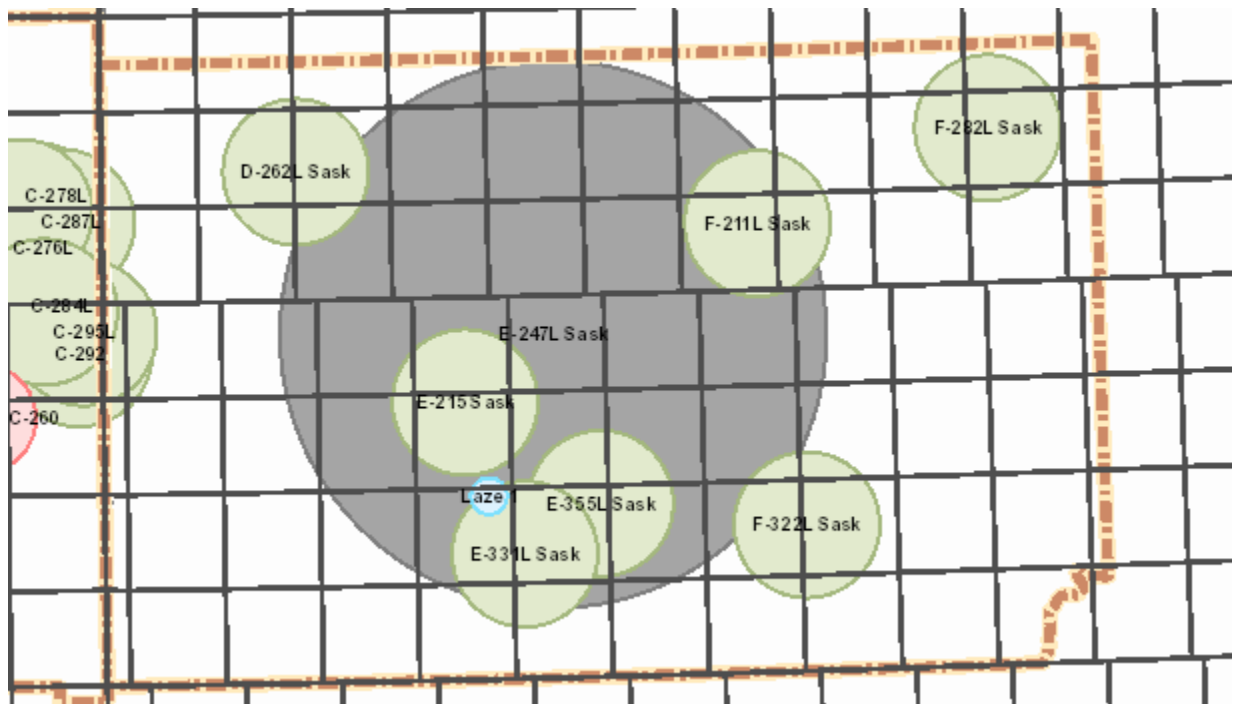 F-282L Sask
D-262L Sask
C-278L
C-287L
F-211L Sask
C-276L
C-284L
C-295L
E-247L Sask
C-292
E-215 Sask
C-260
Laze 1
E-355L Sask
F-322L Sask
E-331L Sask